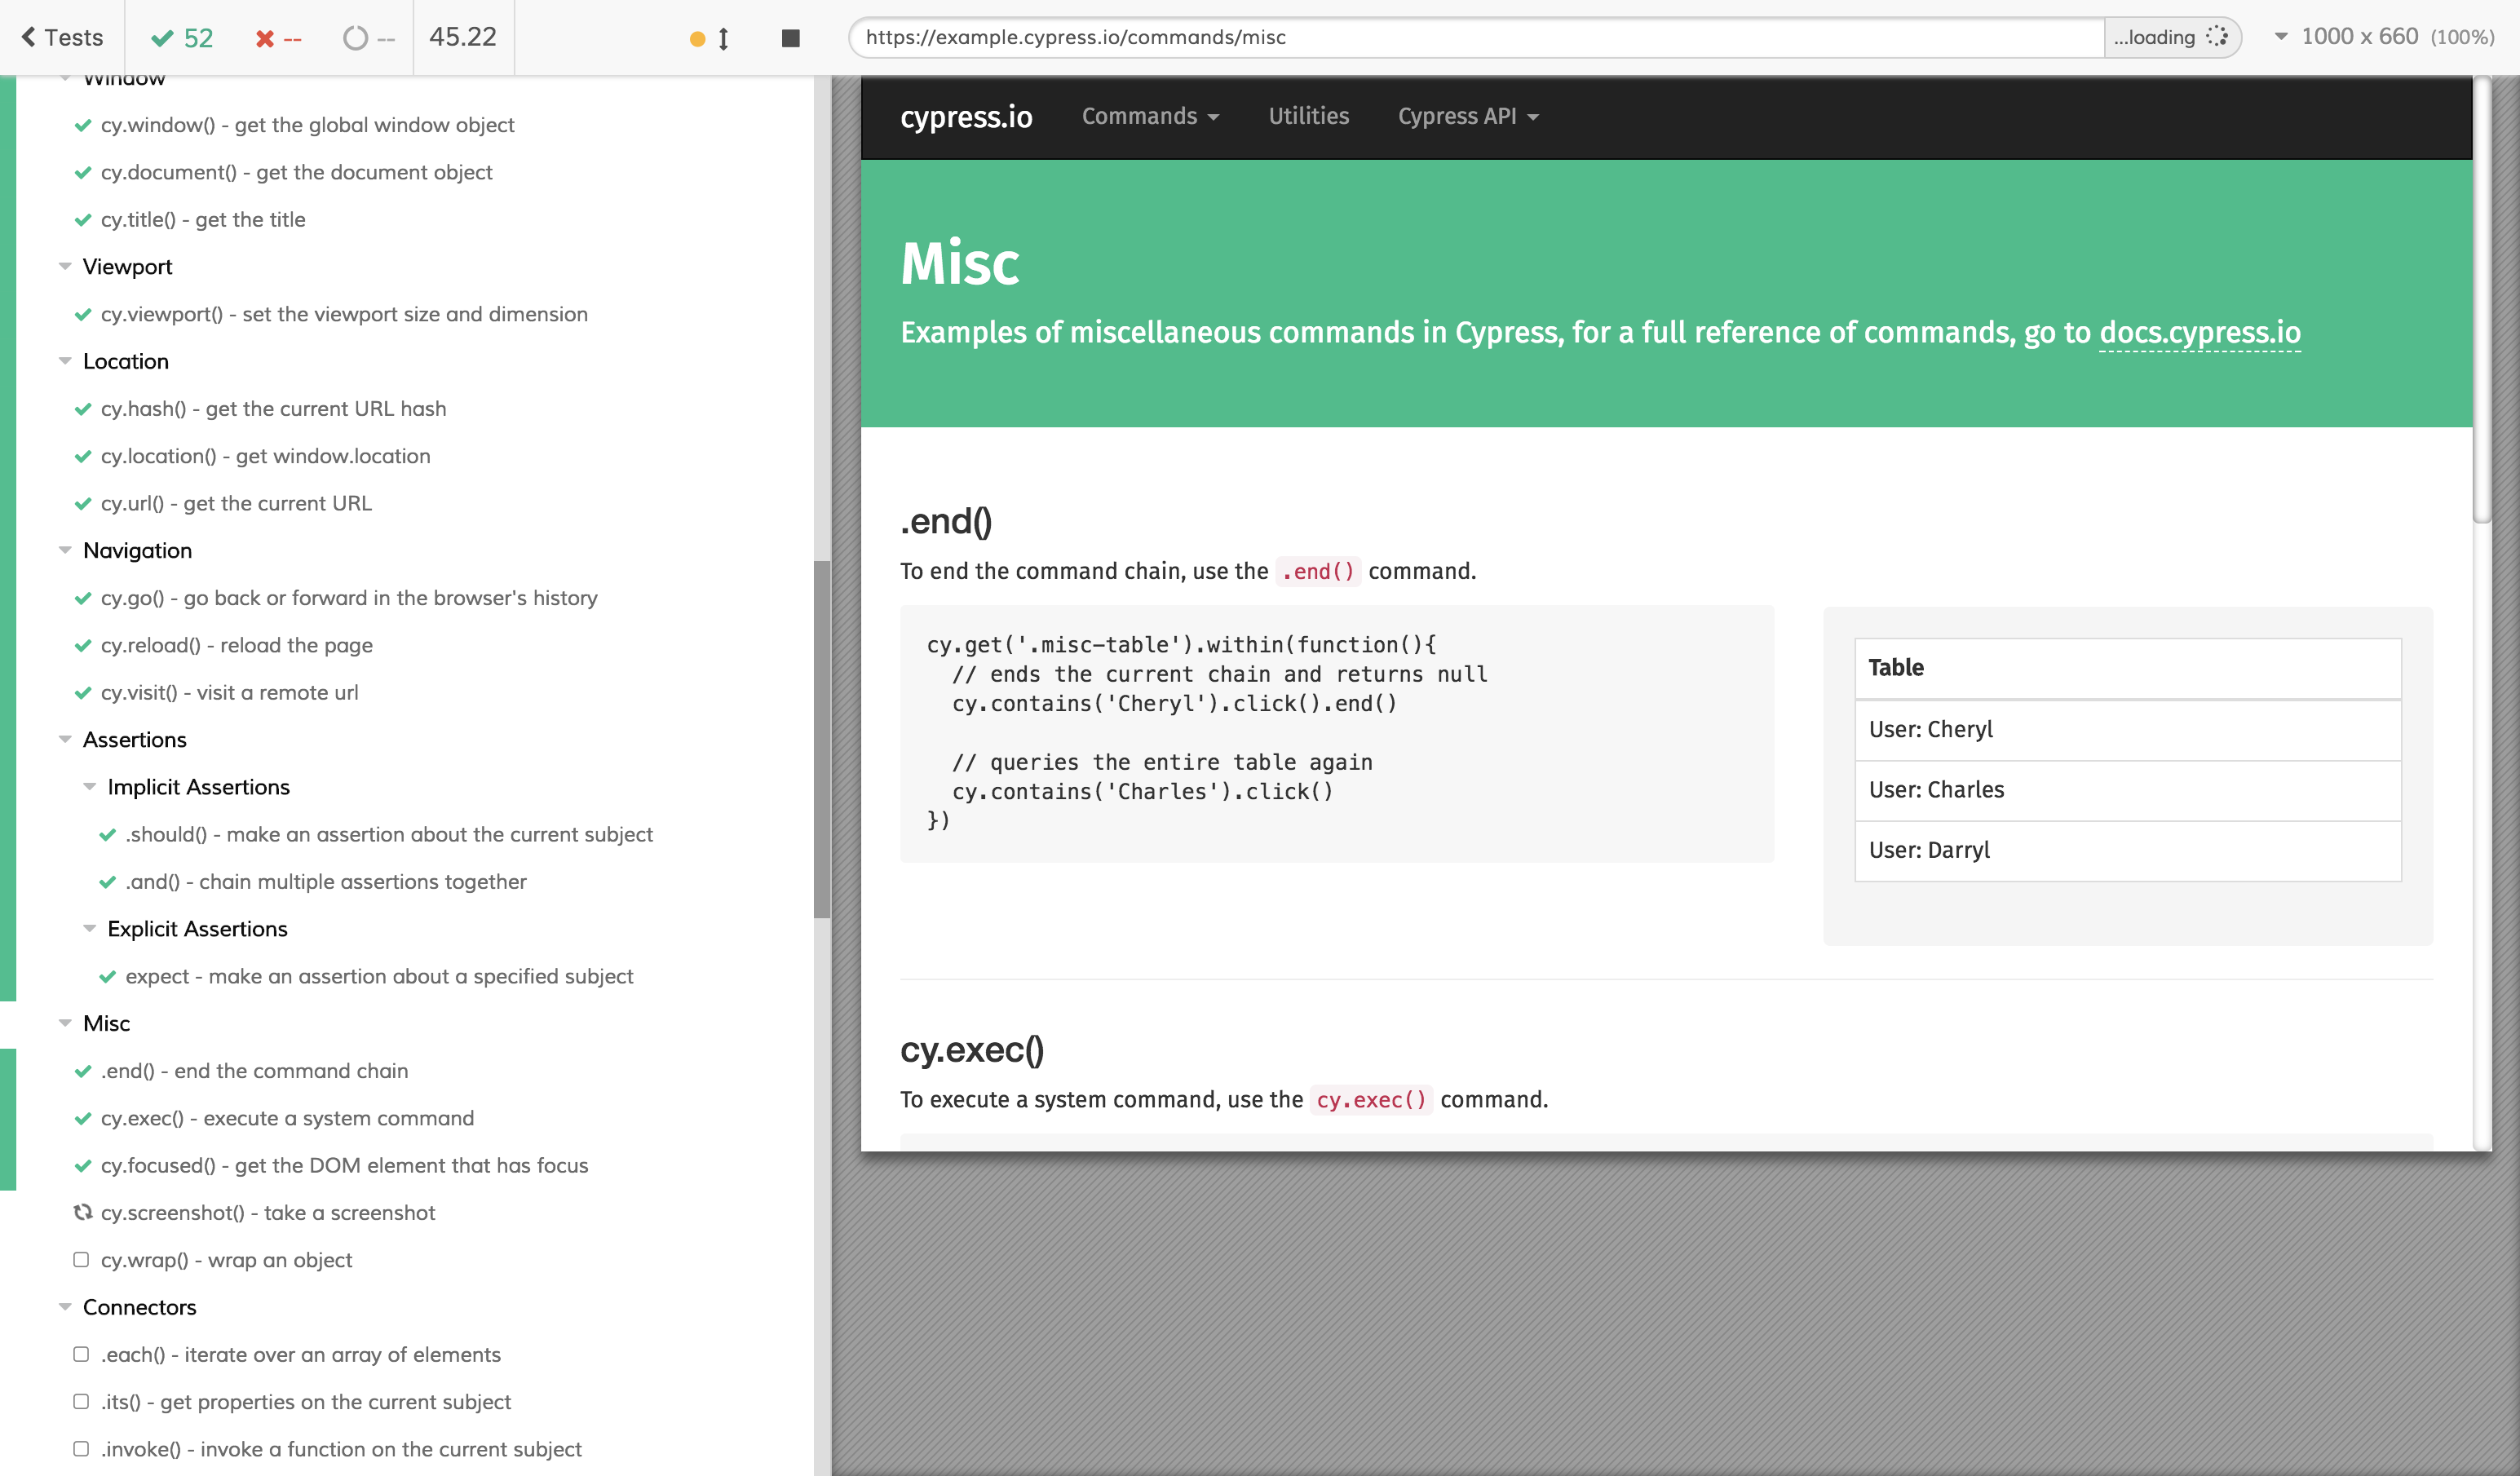 Tests
52
--
--
45.22
https://example.cypress.io/commands/misc
...loading
1000 x 660 (100%)
Window
cy.window() - get the global window object
cy.document() - get the document object
cy.title() - get the title
Viewport
cy.viewport() - set the viewport size and dimension
Location
cy.hash() - get the current URL hash
cy.location() - get window.location
cy.url() - get the current URL
Navigation
cy.go() - go back or forward in the browser's history
cy.reload() - reload the page
cy.visit() - visit a remote url
Assertions
Implicit Assertions
.should() - make an assertion about the current subject
.and() - chain multiple assertions together
Explicit Assertions
expect - make an assertion about a specified subject
Misc
.end() - end the command chain
cy.exec() - execute a system command
cy.focused() - get the DOM element that has focus
cy.screenshot() - take a screenshot
cy.wrap() - wrap an object
Connectors
.each() - iterate over an array of elements
.its() - get properties on the current subject
.invoke() - invoke a function on the current subject
cypress.io
Commands
Utilities
Cypress API
Misc
Examples of miscellaneous commands in Cypress, for a full reference of commands, go to docs.cypress.io
.end()
To end the command chain, use the .end() command.
cy.get('.misc-table').within(function(){
  // ends the current chain and returns null
  cy.contains('Cheryl').click().end()
  // queries the entire table again
  cy.contains('Charles').click()
})
Table
User: Cheryl
User: Charles
User: Darryl
cy.exec()
To execute a system command, use the cy.exec() command.